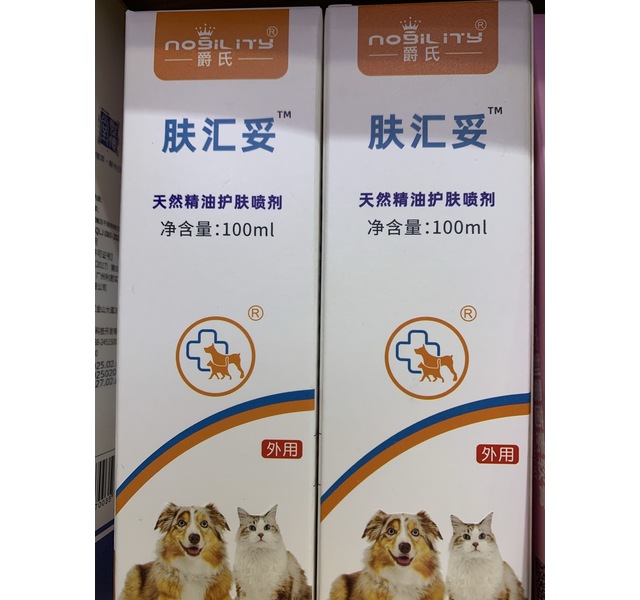 NOBILITY®
爵氏
肤汇妥™
天然精油护肤喷剂
净含量:100ml
®
外用
NOBILITY®
爵氏
肤汇妥™
天然精油护肤喷剂
净含量:100ml
®
外用